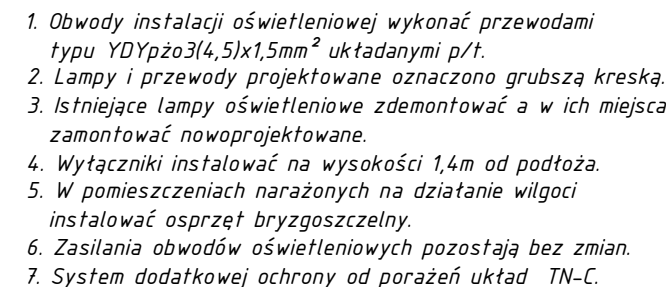 1. Obwody instalacji oświetleniowej wykonać przewodami
typu YDYpżo3(4,5)x1,5mm² układanymi p/t.
2. Lampy i przewody projektowane oznaczono grubszą kreską.
3. Istniejące lampy oświetleniowe zdemontować a w ich miejsca
zamontować nowoprojektowane.
4. Wyłączniki instalować na wysokości 1,4m od podłoża.
5. W pomieszczeniach narażonych na działanie wilgoci
instalować osprzęt bryzgoszczelny.
6. Zasilania obwodów oświetleniowych pozostają bez zmian.
7. System dodatkowej ochrony od porażeń układ TN-C.